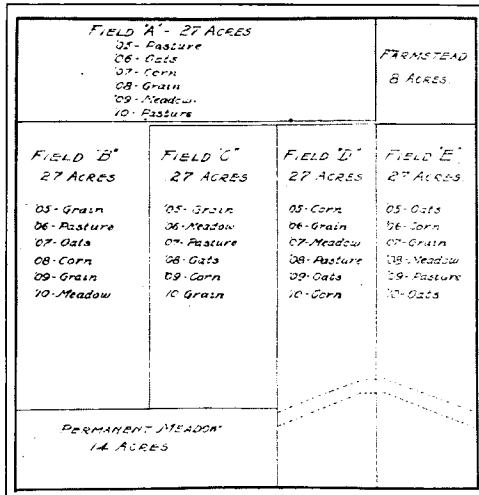 FIELD "A" - 27 ACRES
'05 - Pasture
'06 - Oats
'07 - Corn
'08 - Grain
'09 - Meadow
'10 - Pasture
FARMSTEAD
8 ACRES.
FIELD "B"
27 ACRES
'05 - Grain
'06 - Pasture
'07 - Oats
'08 - Corn
'09 - Grain
'10 - Meadow
FIELD "C"
27 ACRES
'05 - Grain
'06 - Meadow
'07 - Pasture
'08 - Oats
'09 - Corn
'10 Grain
FIELD "D"
27 ACRES
05 - Corn
'06 - Grain
'07 - Meadow
'08 - Pasture
'09 - Oats
'10 - Corn
FIELD "E"
27 ACRES
05 - Oats
'06 - Corn
07 - Grain
'08 - Meadow
'09 - Pasture
'10 - Oats
PERMANENT MEADOW
14 ACRES